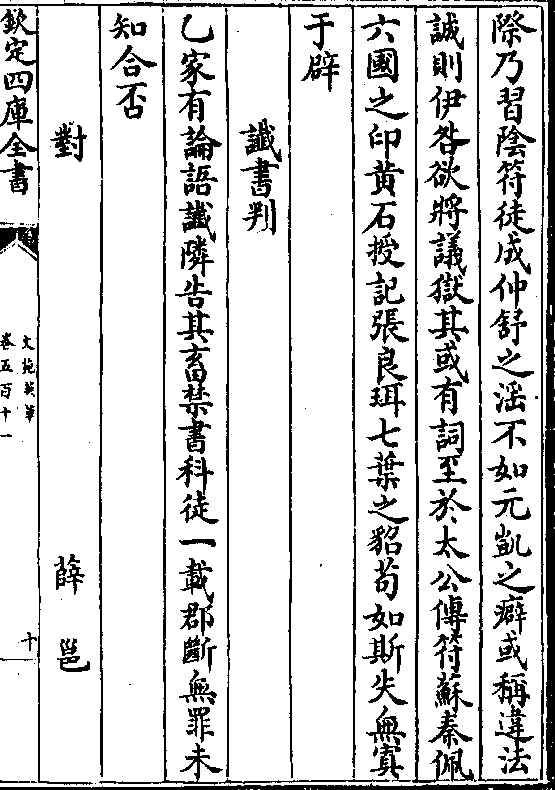 際乃習陰符徒成仲舒之滛不如元凱之癖或稱違法
誠則伊咎欲將議獄其或有詞至於太公傳符蘇秦佩
六國之印黄石授記張良珥七葉之貂苟如斯失無寘
于辟
讖書判
乙家有論語讖隣告其畜禁書科徒一載郡斷無罪未
知合否
對 薛邕
欽定四庫全書
文苑英華
卷五百十一
十